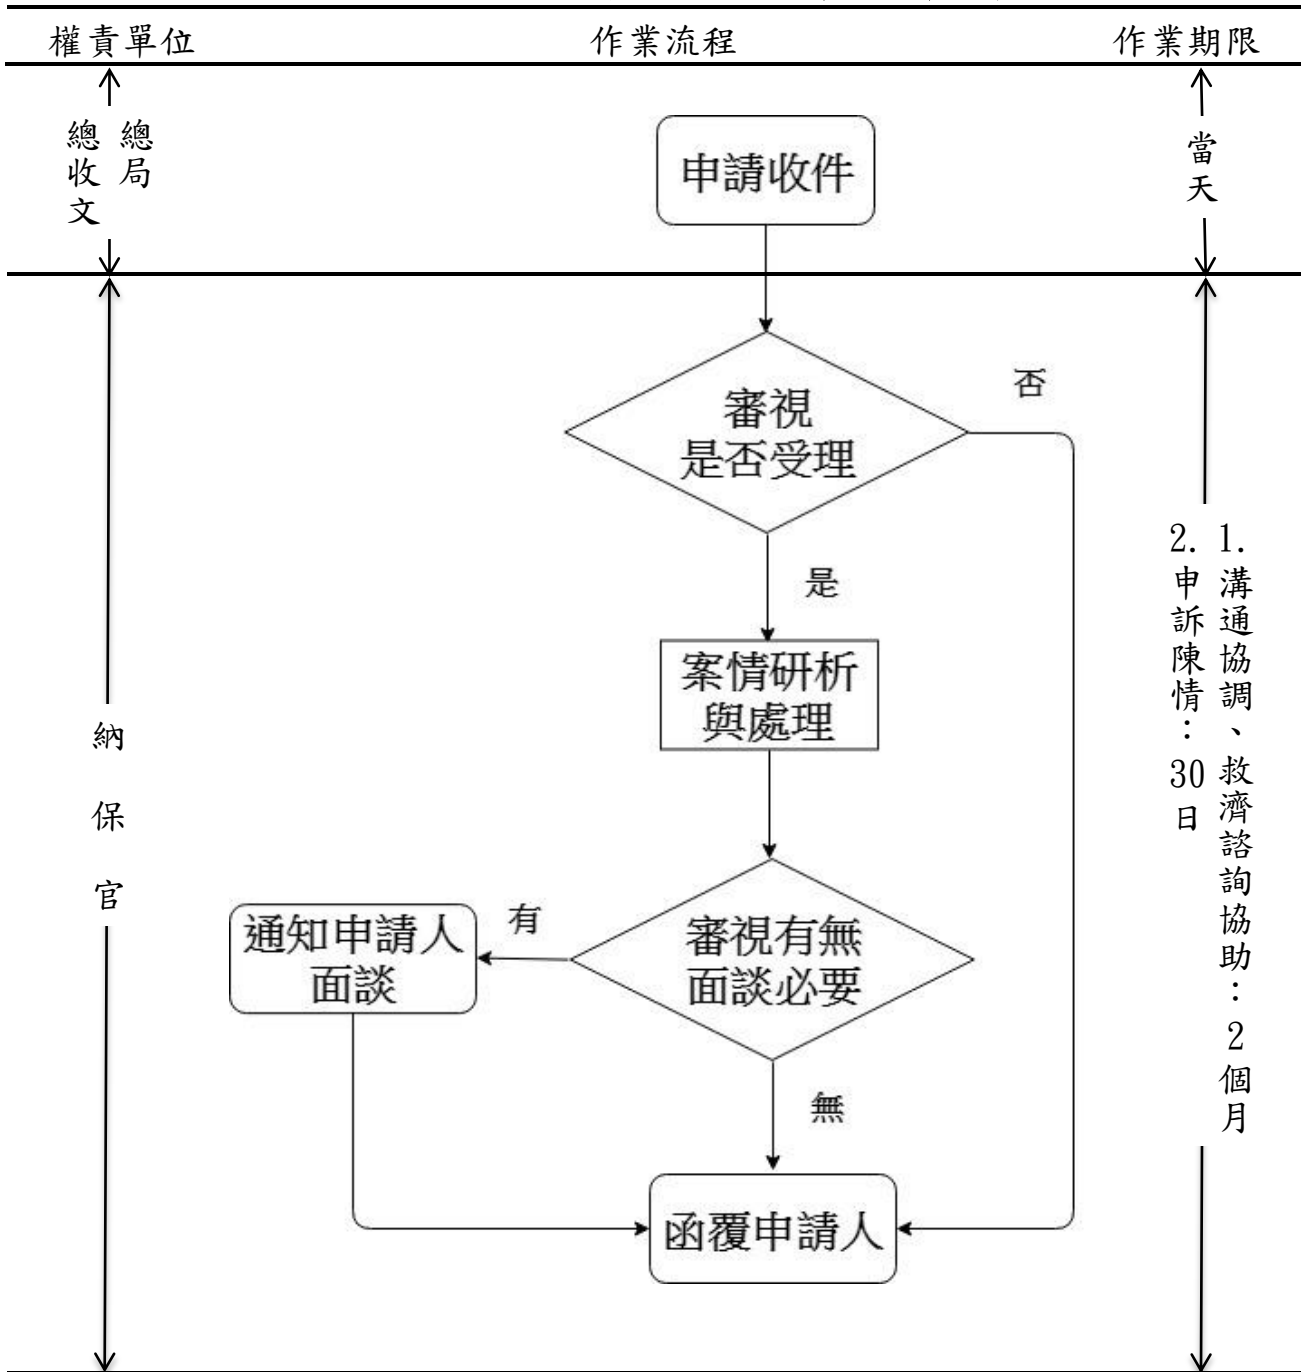 權責單位 作業流程 作業期限
總局
總收文
申請收件
當天
審視
是否受理
否
是
案情研析
與處理
納保官
1.溝通協調、救濟諮詢協助：2個月
2.申訴陳情：30日
審視有無
面談必要
有
通知申請人
面談
無
函覆申請人